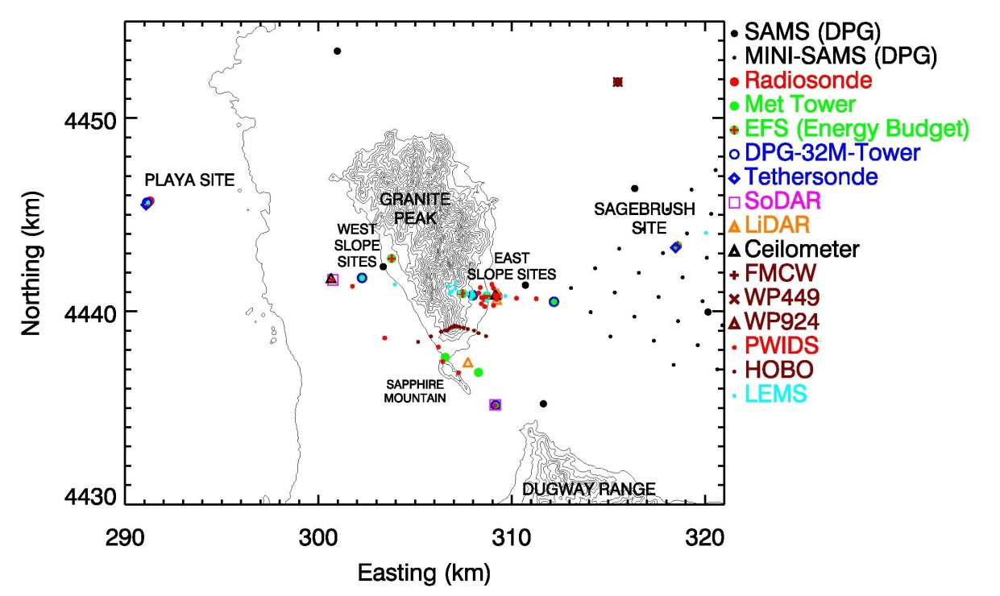 SAMS (DPG)
MINI-SAMS (DPG)
Radiosonde
Met Tower
EFS (Energy Budget)
DPG-32M-Tower
Tethersonde
SoDAR
LiDAR
Ceilometer
FMCW
WP449
WP924
PWIDS
HOBO
LEMS
4450
4440
4430
Northing (km)
PLAYA SITE
GRANITE
PEAK
WEST
SLOPE
SITES
EAST
SLOPE SITES
SAGEBRUSH
SITE
SAPPHIRE
MOUNTAIN
DUGWAY RANGE
290
300
310
320
Easting (km)